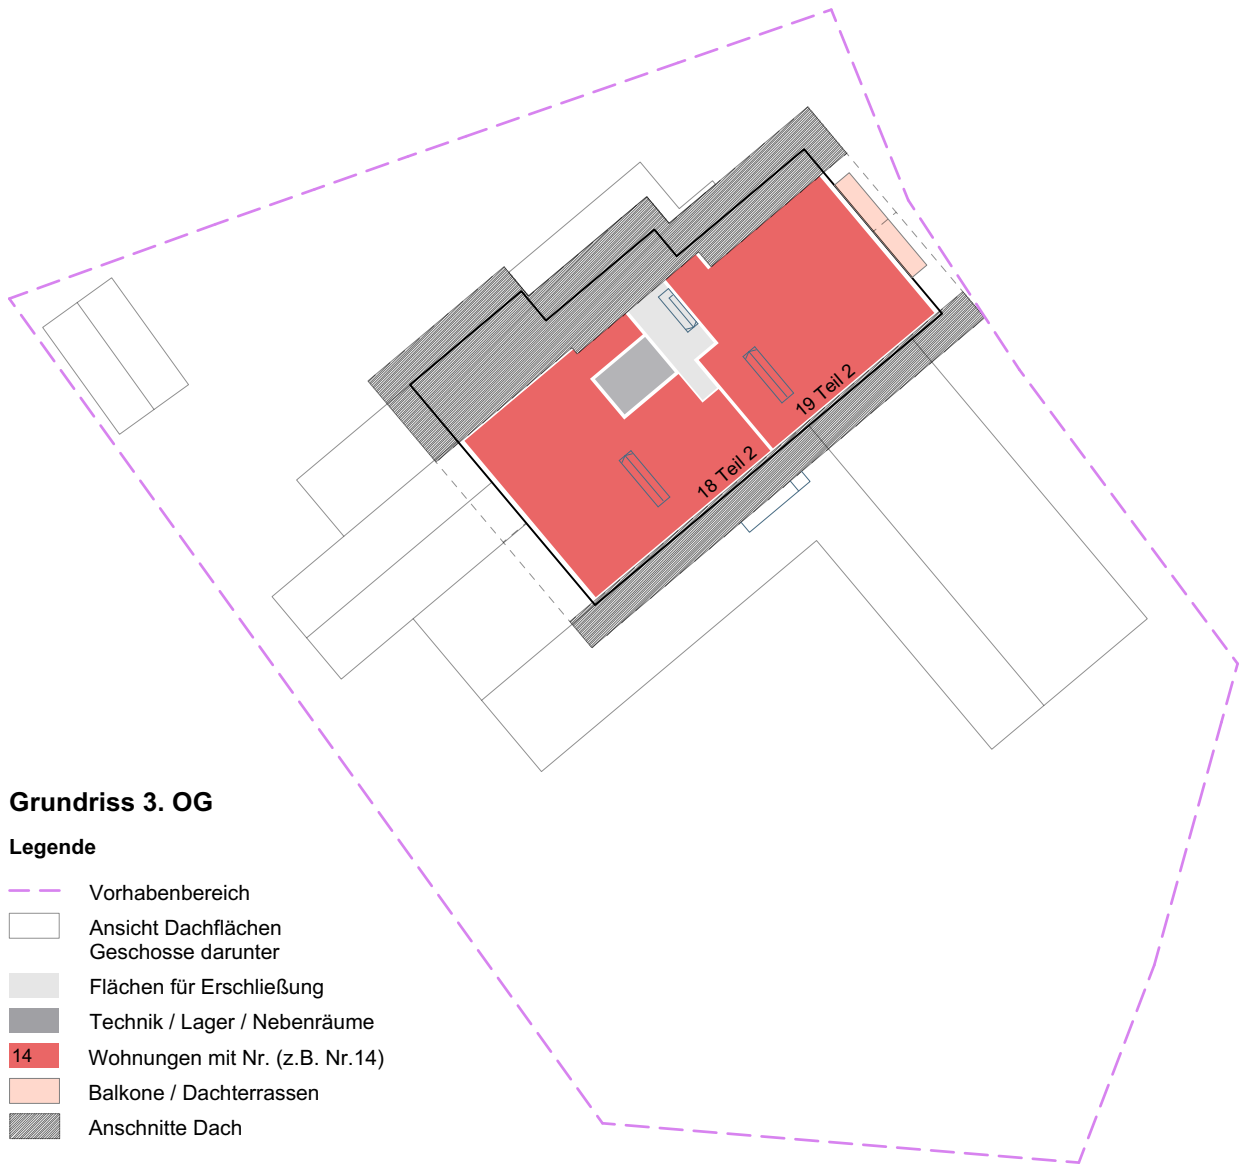 19 Teil 2
18 Teil 2
Grundriss 3. OG
Legende
Vorhabenbereich
Ansicht Dachflächen
Geschosse darunter
Flächen für Erschließung
Technik / Lager / Nebenräume
14 Wohnungen mit Nr. (z.B. Nr.14)
Balkone / Dachterrassen
Anschnitte Dach